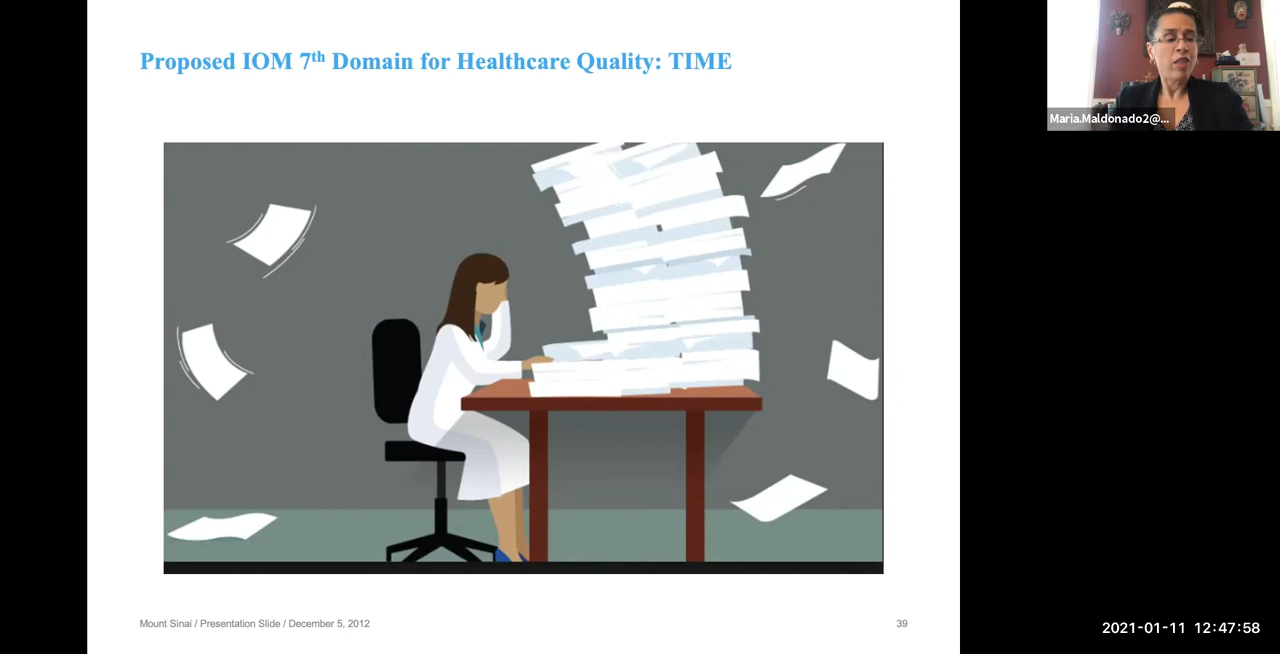 Proposed IOM 7th Domain for Healthcare Quality: TIME
Maria.Maldonado2@...
Mount Sinai / Presentation Slide / December 5, 2012
39
2021-01-11 12:47:58